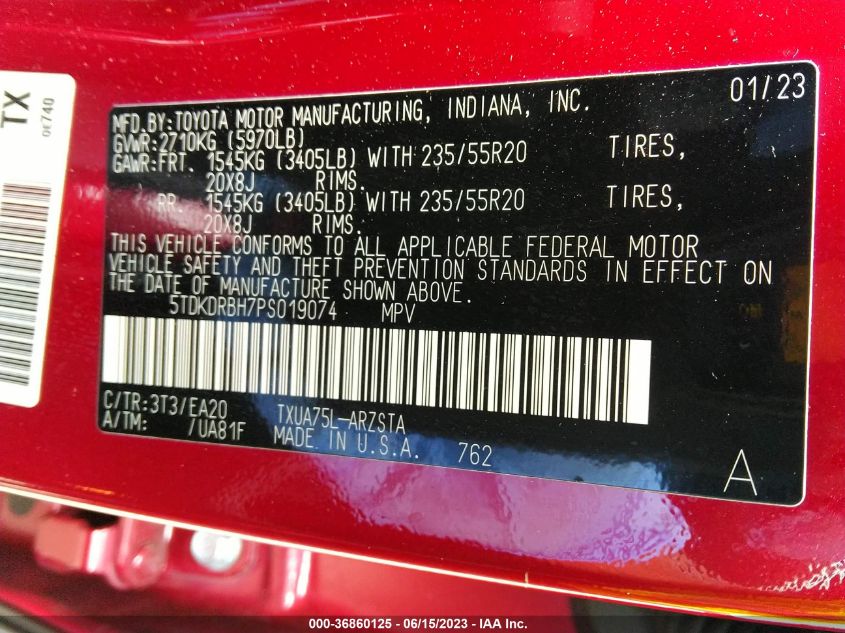 TX
0E740
01/23
MFD.BY:TOYOTA MOTOR MANUFACTURING, INDIANA, INC.
GVWR:2710KG (5970LB)
GAWR:FRT. 1545KG (3405LB) WITH 235/55R20 TIRES,
20X8J RIMS.
RR. 1545KG (3405LB) WITH 235/55R20 TIRES,
20X8J RIMS.
THIS VEHICLE CONFORMS TO ALL APPLICABLE FEDERAL MOTOR
VEHICLE SAFETY AND THEFT PREVENTION STANDARDS IN EFFECT ON
THE DATE OF MANUFACTURE SHOWN ABOVE.
5TDKDRBH7PS019074 MPV
C/TR:3T3/EA20 TXUA75L-ARZSTA
A/TM: /UA81F MADE IN U.S.A. 762
A
000-36860125 - 06/15/2023 - IAA Inc.